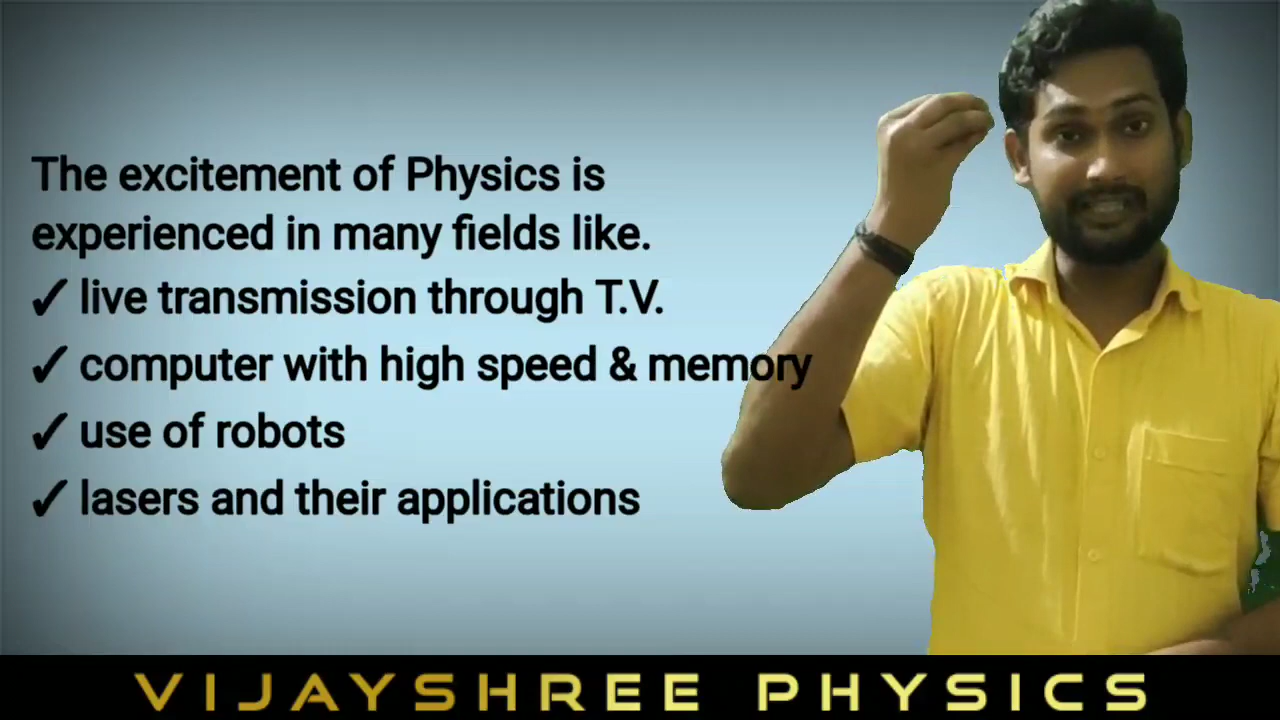 The excitement of Physics is
experienced in many fields like.
✓ live transmission through T.V.
✓ computer with high speed & memory
✓ use of robots
✓ lasers and their applications
VIJAYSHREE PHYSICS